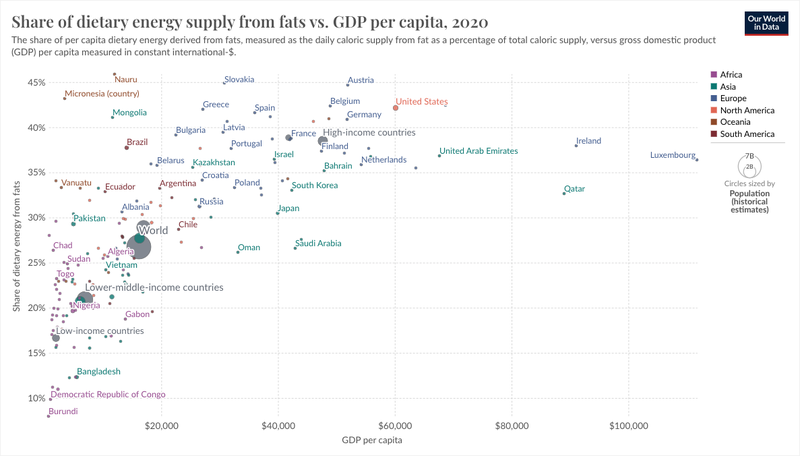 Share of dietary energy supply from fats vs. GDP per capita, 2020
Our World
in Data
The share of per capita dietary energy derived from fats, measured as the daily caloric supply from fat as a percentage of total caloric supply, versus gross domestic product
(GDP) per capita measured in constant international-$.
Share of dietary energy from fats
45%
40%
35%
30%
25%
20%
15%
10%
Nauru
Slovakia
Austria
Micronesia (country)
Belgium
United States
Greece
Spain
Mongolia
Germany
Bulgaria
Latvia
France
High-income countries
Brazil
Portugal
Finland
Ireland
Israel
United Arab Emirates
Luxembourg
Belarus
Kazakhstan
Netherlands
Bahrain
Croatia
Vanuatu
Ecuador
Argentina
Poland
South Korea
Qatar
Albania
Russia
Japan
Pakistan
Chile
World
Chad
Algeria
Oman
Saudi Arabia
Sudan
Vietnam
Togo
Lower-middle-income countries
Nigeria
Gabon
Low-income countries
Bangladesh
Democratic Republic of Congo
Burundi
$20,000
$40,000
$60,000
$80,000
$100,000
GDP per capita
Africa
Asia
Europe
North America
Oceania
South America
7B
2B
Circles sized by
Population
(historical
estimates)